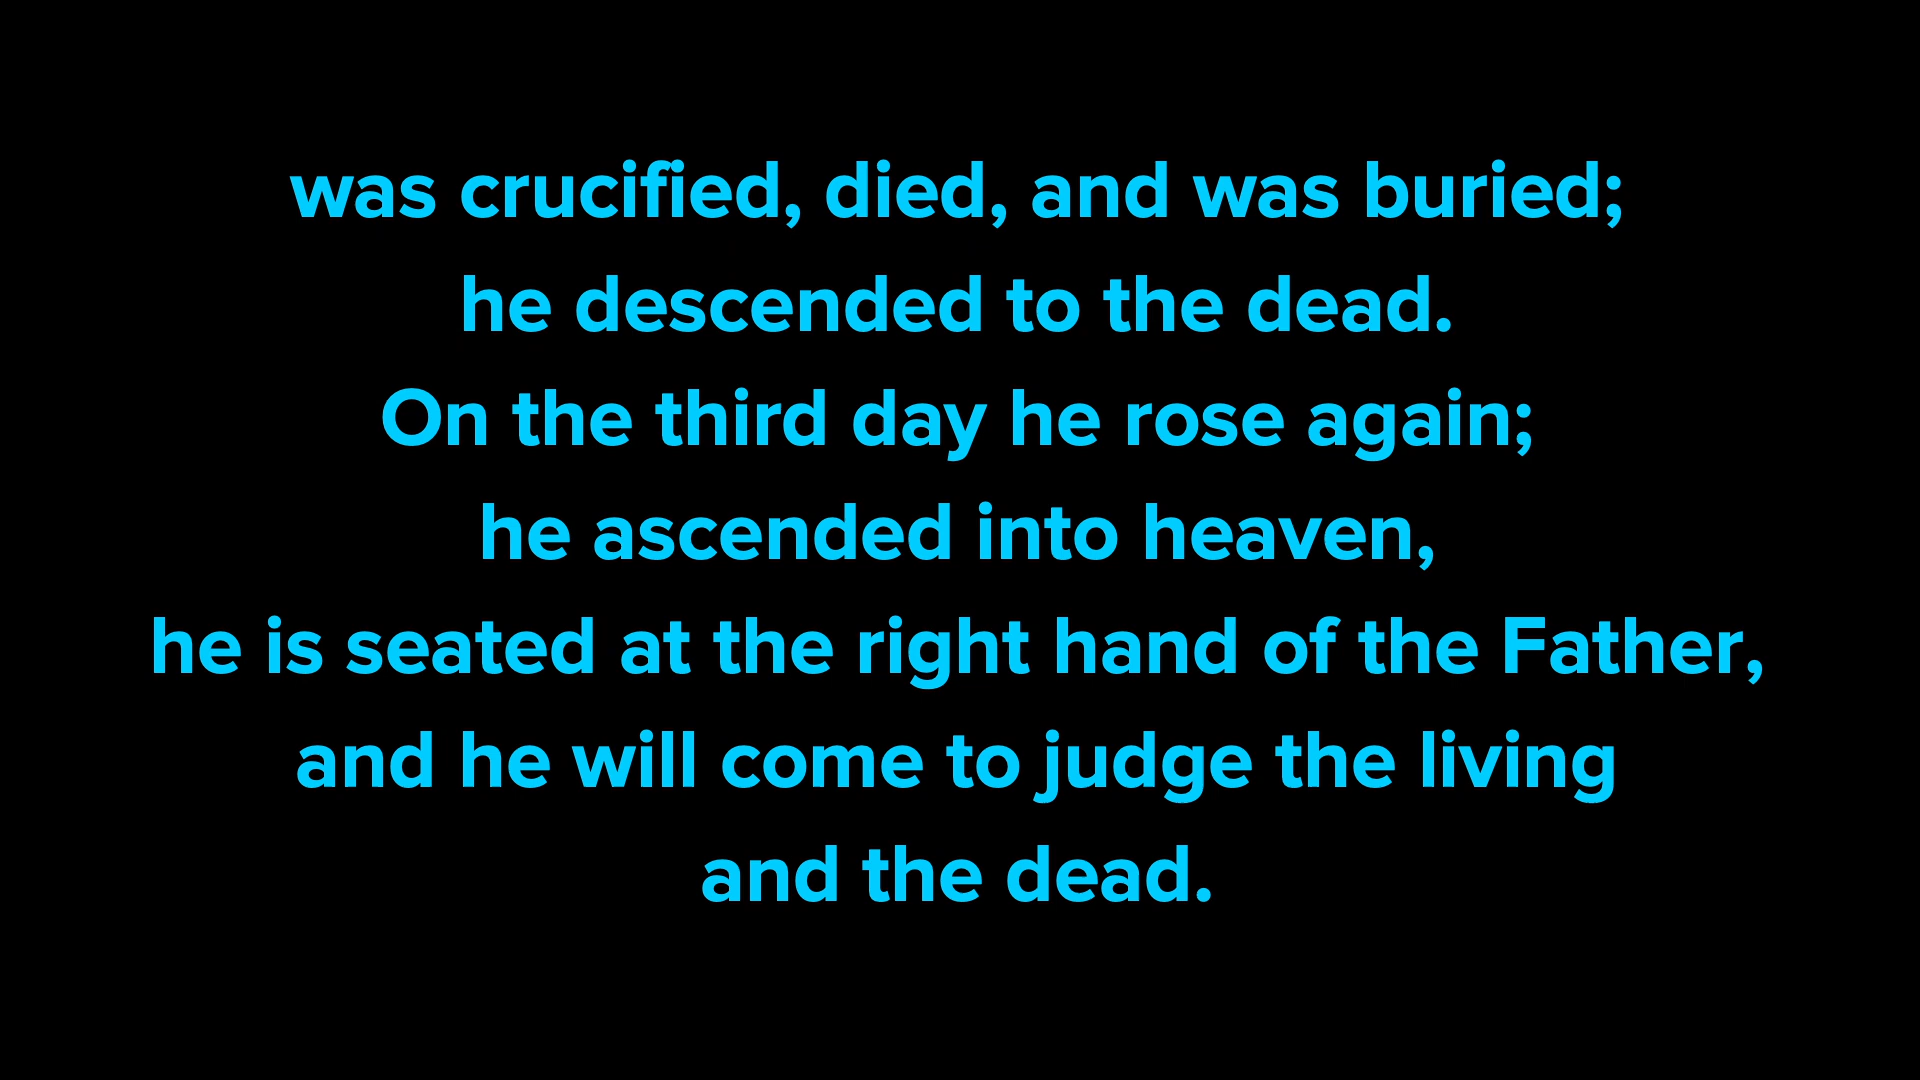 was crucified, died, and was buried;
he descended to the dead.
On the third day he rose again;
he ascended into heaven,
he is seated at the right hand of the Father,
and he will come to judge the living
and the dead.